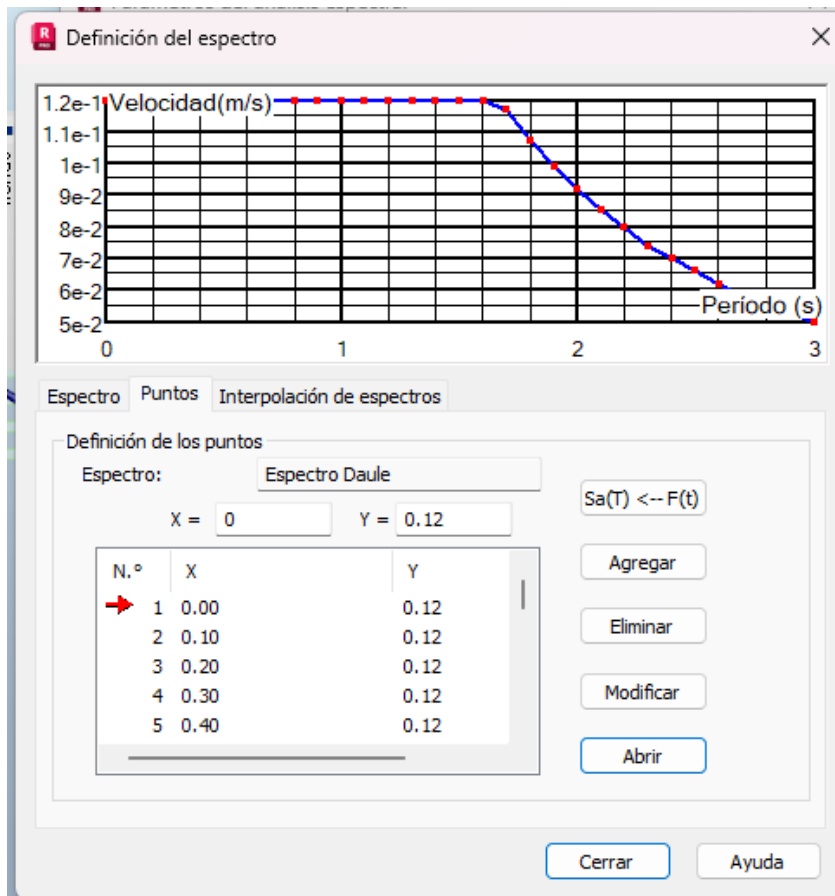 R
PRO
Definición del espectro
1.2e-1 Velocidad(m/s)
1.1e-1
1e-1
9e-2
8e-2
7e-2
6e-2
Período (s)
5e-2
0 1 2 3
Espectro Puntos Interpolación de espectros
Definición de los puntos
Espectro: Espectro Daule
Sa(T) <-- F(t)
X = 0 Y = 0.12
Agregar
N.° X Y
1 0.00 0.12
2 0.10 0.12
Eliminar
3 0.20 0.12
4 0.30 0.12
Modificar
5 0.40 0.12
Abrir
Cerrar Ayuda